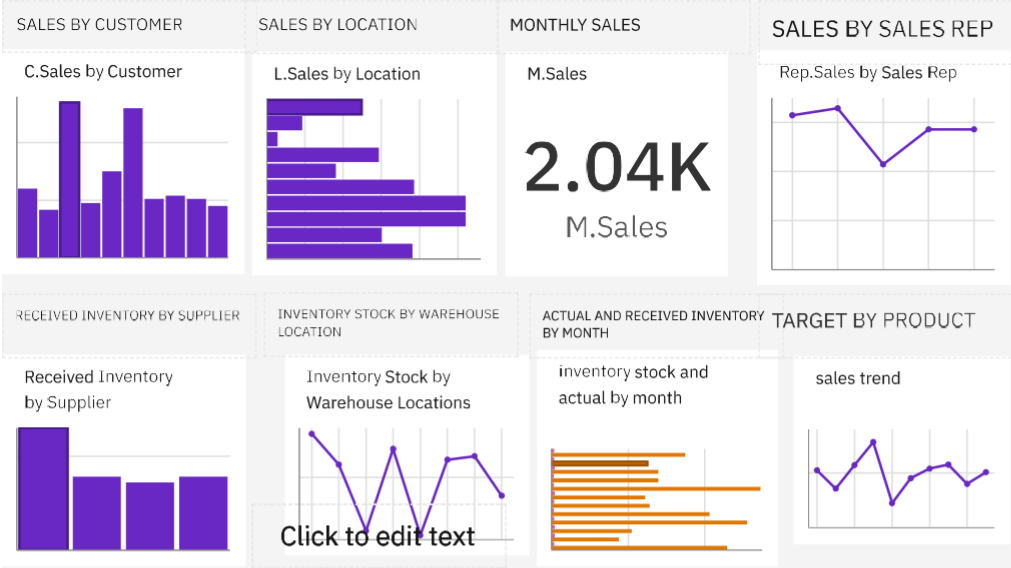 SALES BY CUSTOMER
SALES BY LOCATION
MONTHLY SALES
SALES BY SALES REP
C.Sales by Customer
L.Sales by Location
M.Sales
Rep.Sales by Sales Rep
2.04K
M.Sales
RECEIVED INVENTORY BY SUPPLIER
INVENTORY STOCK BY WAREHOUSE
LOCATION
ACTUAL AND RECEIVED INVENTORY
BY MONTH
TARGET BY PRODUCT
Received Inventory
by Supplier
Inventory Stock by
Warehouse Locations
inventory stock and
actual by month
sales trend
Click to edit text